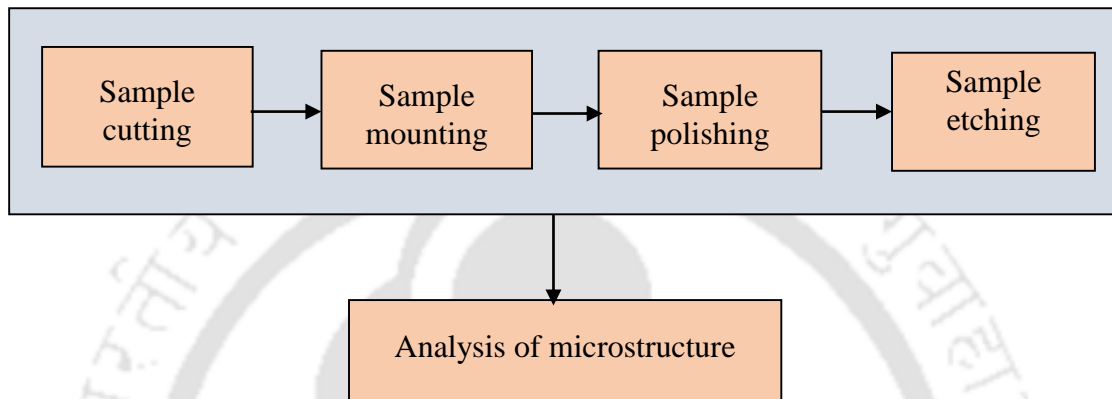 Sample
cutting
Sample
mounting
Sample
polishing
Sample
etching
Analysis of microstructure